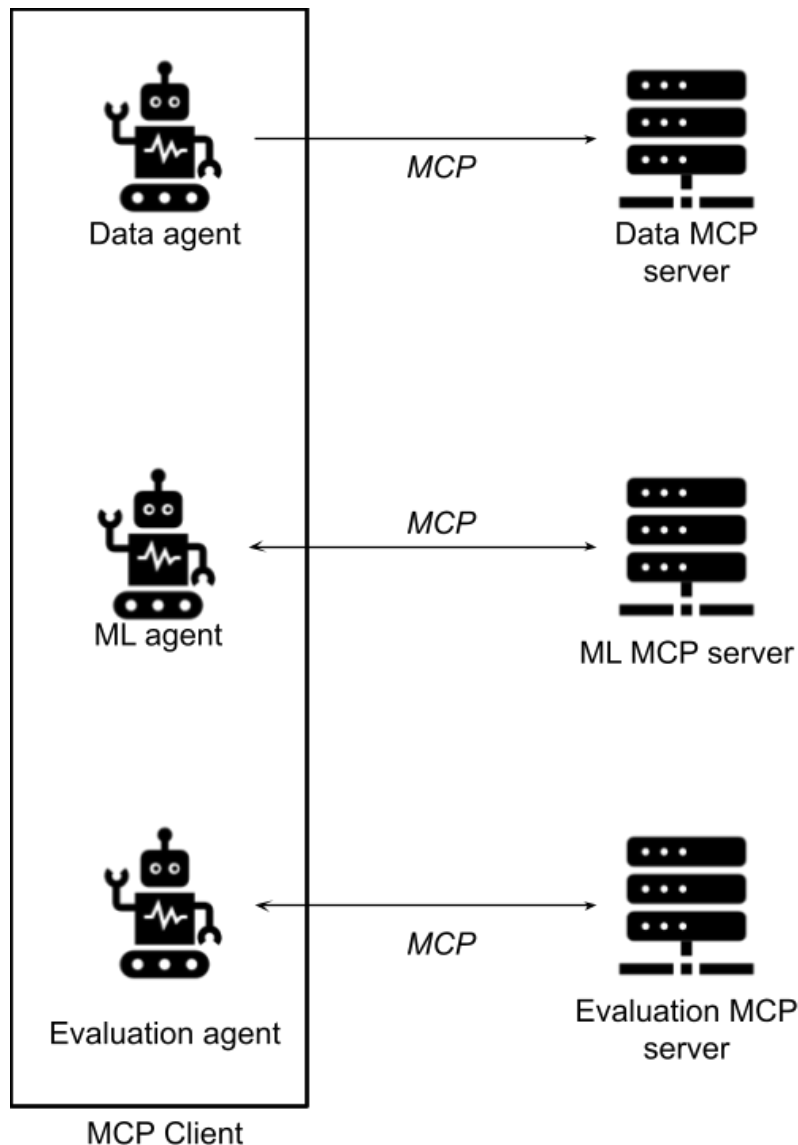 MCP
Data agent
Data MCP
server
MCP
ML agent
ML MCP server
MCP
Evaluation agent
Evaluation MCP
server
MCP Client